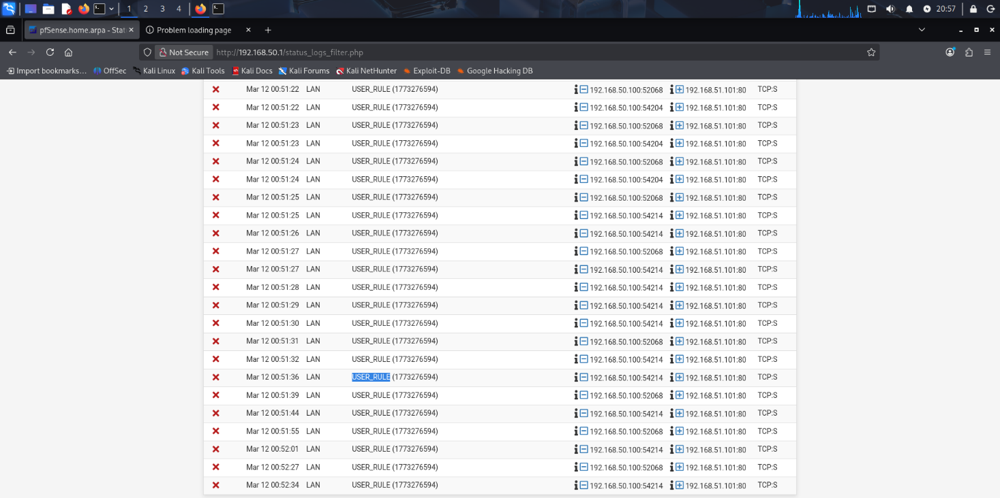 1 2 3 4 20:57
pfSense.home.arpa - Stat Problem loading page
Not Secure http://192.168.50.1/status_logs_filter.php
Import bookmarks... OffSec Kali Linux Kali Tools Kali Docs Kali Forums Kali NetHunter Exploit-DB Google Hacking DB
Mar 12 00:51:22 LAN USER_RULE (1773276594) 192.168.50.100:52068 192.168.51.101:80 TCP:S
Mar 12 00:51:22 LAN USER_RULE (1773276594) 192.168.50.100:54204 192.168.51.101:80 TCP:S
Mar 12 00:51:23 LAN USER_RULE (1773276594) 192.168.50.100:52068 192.168.51.101:80 TCP:S
Mar 12 00:51:23 LAN USER_RULE (1773276594) 192.168.50.100:54204 192.168.51.101:80 TCP:S
Mar 12 00:51:24 LAN USER_RULE (1773276594) 192.168.50.100:52068 192.168.51.101:80 TCP:S
Mar 12 00:51:24 LAN USER_RULE (1773276594) 192.168.50.100:54204 192.168.51.101:80 TCP:S
Mar 12 00:51:25 LAN USER_RULE (1773276594) 192.168.50.100:52068 192.168.51.101:80 TCP:S
Mar 12 00:51:25 LAN USER_RULE (1773276594) 192.168.50.100:54214 192.168.51.101:80 TCP:S
Mar 12 00:51:26 LAN USER_RULE (1773276594) 192.168.50.100:54214 192.168.51.101:80 TCP:S
Mar 12 00:51:27 LAN USER_RULE (1773276594) 192.168.50.100:52068 192.168.51.101:80 TCP:S
Mar 12 00:51:27 LAN USER_RULE (1773276594) 192.168.50.100:54214 192.168.51.101:80 TCP:S
Mar 12 00:51:28 LAN USER_RULE (1773276594) 192.168.50.100:54214 192.168.51.101:80 TCP:S
Mar 12 00:51:29 LAN USER_RULE (1773276594) 192.168.50.100:54214 192.168.51.101:80 TCP:S
Mar 12 00:51:30 LAN USER_RULE (1773276594) 192.168.50.100:54214 192.168.51.101:80 TCP:S
Mar 12 00:51:31 LAN USER_RULE (1773276594) 192.168.50.100:52068 192.168.51.101:80 TCP:S
Mar 12 00:51:32 LAN USER_RULE (1773276594) 192.168.50.100:54214 192.168.51.101:80 TCP:S
Mar 12 00:51:36 LAN USER_RULE (1773276594) 192.168.50.100:54214 192.168.51.101:80 TCP:S
Mar 12 00:51:39 LAN USER_RULE (1773276594) 192.168.50.100:52068 192.168.51.101:80 TCP:S
Mar 12 00:51:44 LAN USER_RULE (1773276594) 192.168.50.100:54214 192.168.51.101:80 TCP:S
Mar 12 00:51:55 LAN USER_RULE (1773276594) 192.168.50.100:52068 192.168.51.101:80 TCP:S
Mar 12 00:52:01 LAN USER_RULE (1773276594) 192.168.50.100:54214 192.168.51.101:80 TCP:S
Mar 12 00:52:27 LAN USER_RULE (1773276594) 192.168.50.100:52068 192.168.51.101:80 TCP:S
Mar 12 00:52:34 LAN USER_RULE (1773276594) 192.168.50.100:54214 192.168.51.101:80 TCP:S